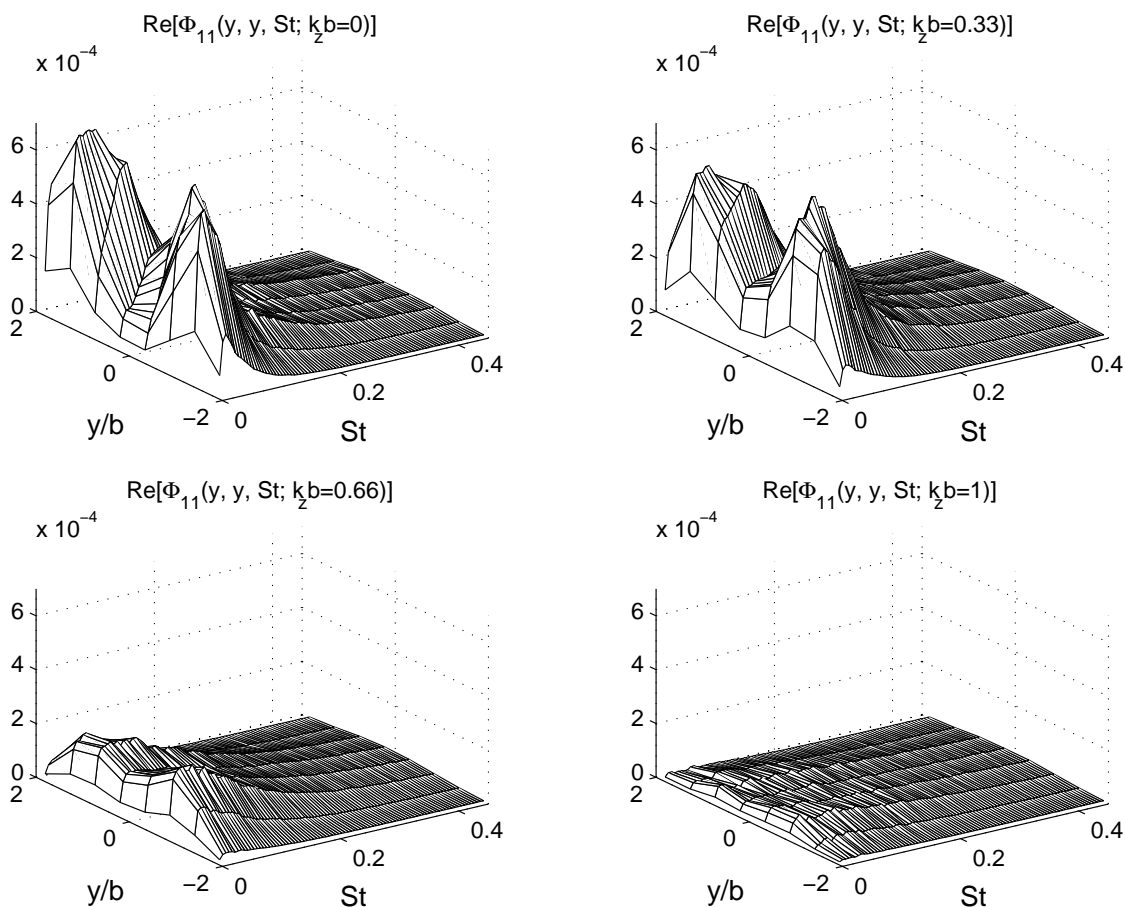 Re[Φ₁₁(y, y, St; k_z b=0)]
x 10⁻⁴
6
4
2
0
2
0
−2
y/b
0
0.2
0.4
St
Re[Φ₁₁(y, y, St; k_z b=0.33)]
x 10⁻⁴
6
4
2
0
2
0
−2
y/b
0
0.2
0.4
St
Re[Φ₁₁(y, y, St; k_z b=0.66)]
x 10⁻⁴
6
4
2
0
2
0
−2
y/b
0
0.2
0.4
St
Re[Φ₁₁(y, y, St; k_z b=1)]
x 10⁻⁴
6
4
2
0
2
0
−2
y/b
0
0.2
0.4
St